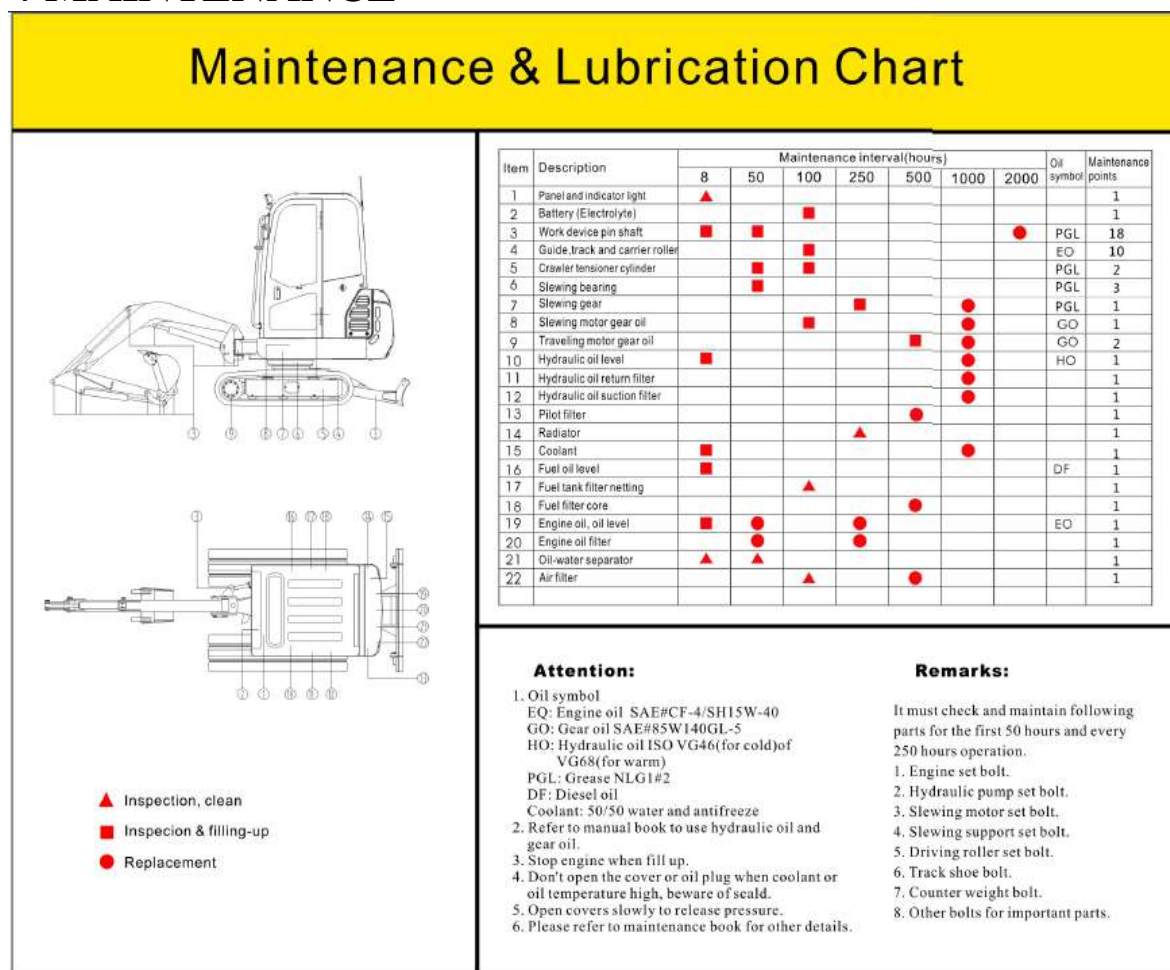 Maintenance & Lubrication Chart
Item Description Maintenance interval(hours) Oil symbol Maintenance points
8 50 100 250 500 1000 2000
1 Panel and indicator light ▲ 1
2 Battery (Electrolyte) ■ 1
3 Work device pin shaft ■ ■ ● PGL 18
4 Guide,track and carrier roller ■ EO 10
5 Crawler tensioner cylinder ■ ■ PGL 2
6 Slewing bearing ■ PGL 3
7 Slewing gear ■ ● PGL 1
8 Slewing motor gear oil ■ ● GO 1
9 Traveling motor gear oil ■ ● GO 2
10 Hydraulic oil level ■ ● HO 1
11 Hydraulic oil return filter ● 1
12 Hydraulic oil suction filter ● 1
13 Pilot filter ● 1
14 Radiator ▲ 1
15 Coolant ■ ● 1
16 Fuel oil level ■ DF 1
17 Fuel tank filter netting ▲ 1
18 Fuel filter core ● 1
19 Engine oil, oil level ■ ● ● EO 1
20 Engine oil filter ● ● 1
21 Oil-water separator ▲ ▲ 1
22 Air filter ▲ ● 1
▲ Inspection, clean
■ Inspecion & filling-up
● Replacement
Attention:
1. Oil symbol
EQ: Engine oil SAE#CF-4/SH15W-40
GO: Gear oil SAE#85W140GL-5
HO: Hydraulic oil ISO VG46(for cold)of
VG68(for warm)
PGL: Grease NLG1#2
DF: Diesel oil
Coolant: 50/50 water and antifreeze
2. Refer to manual book to use hydraulic oil and
gear oil.
3. Stop engine when fill up.
4. Don't open the cover or oil plug when coolant or
oil temperature high, beware of scald.
5. Open covers slowly to release pressure.
6. Please refer to maintenance book for other details.
Remarks:
It must check and maintain following
parts for the first 50 hours and every
250 hours operation.
1. Engine set bolt.
2. Hydraulic pump set bolt.
3. Slewing motor set bolt.
4. Slewing support set bolt.
5. Driving roller set bolt.
6. Track shoe bolt.
7. Counter weight bolt.
8. Other bolts for important parts.